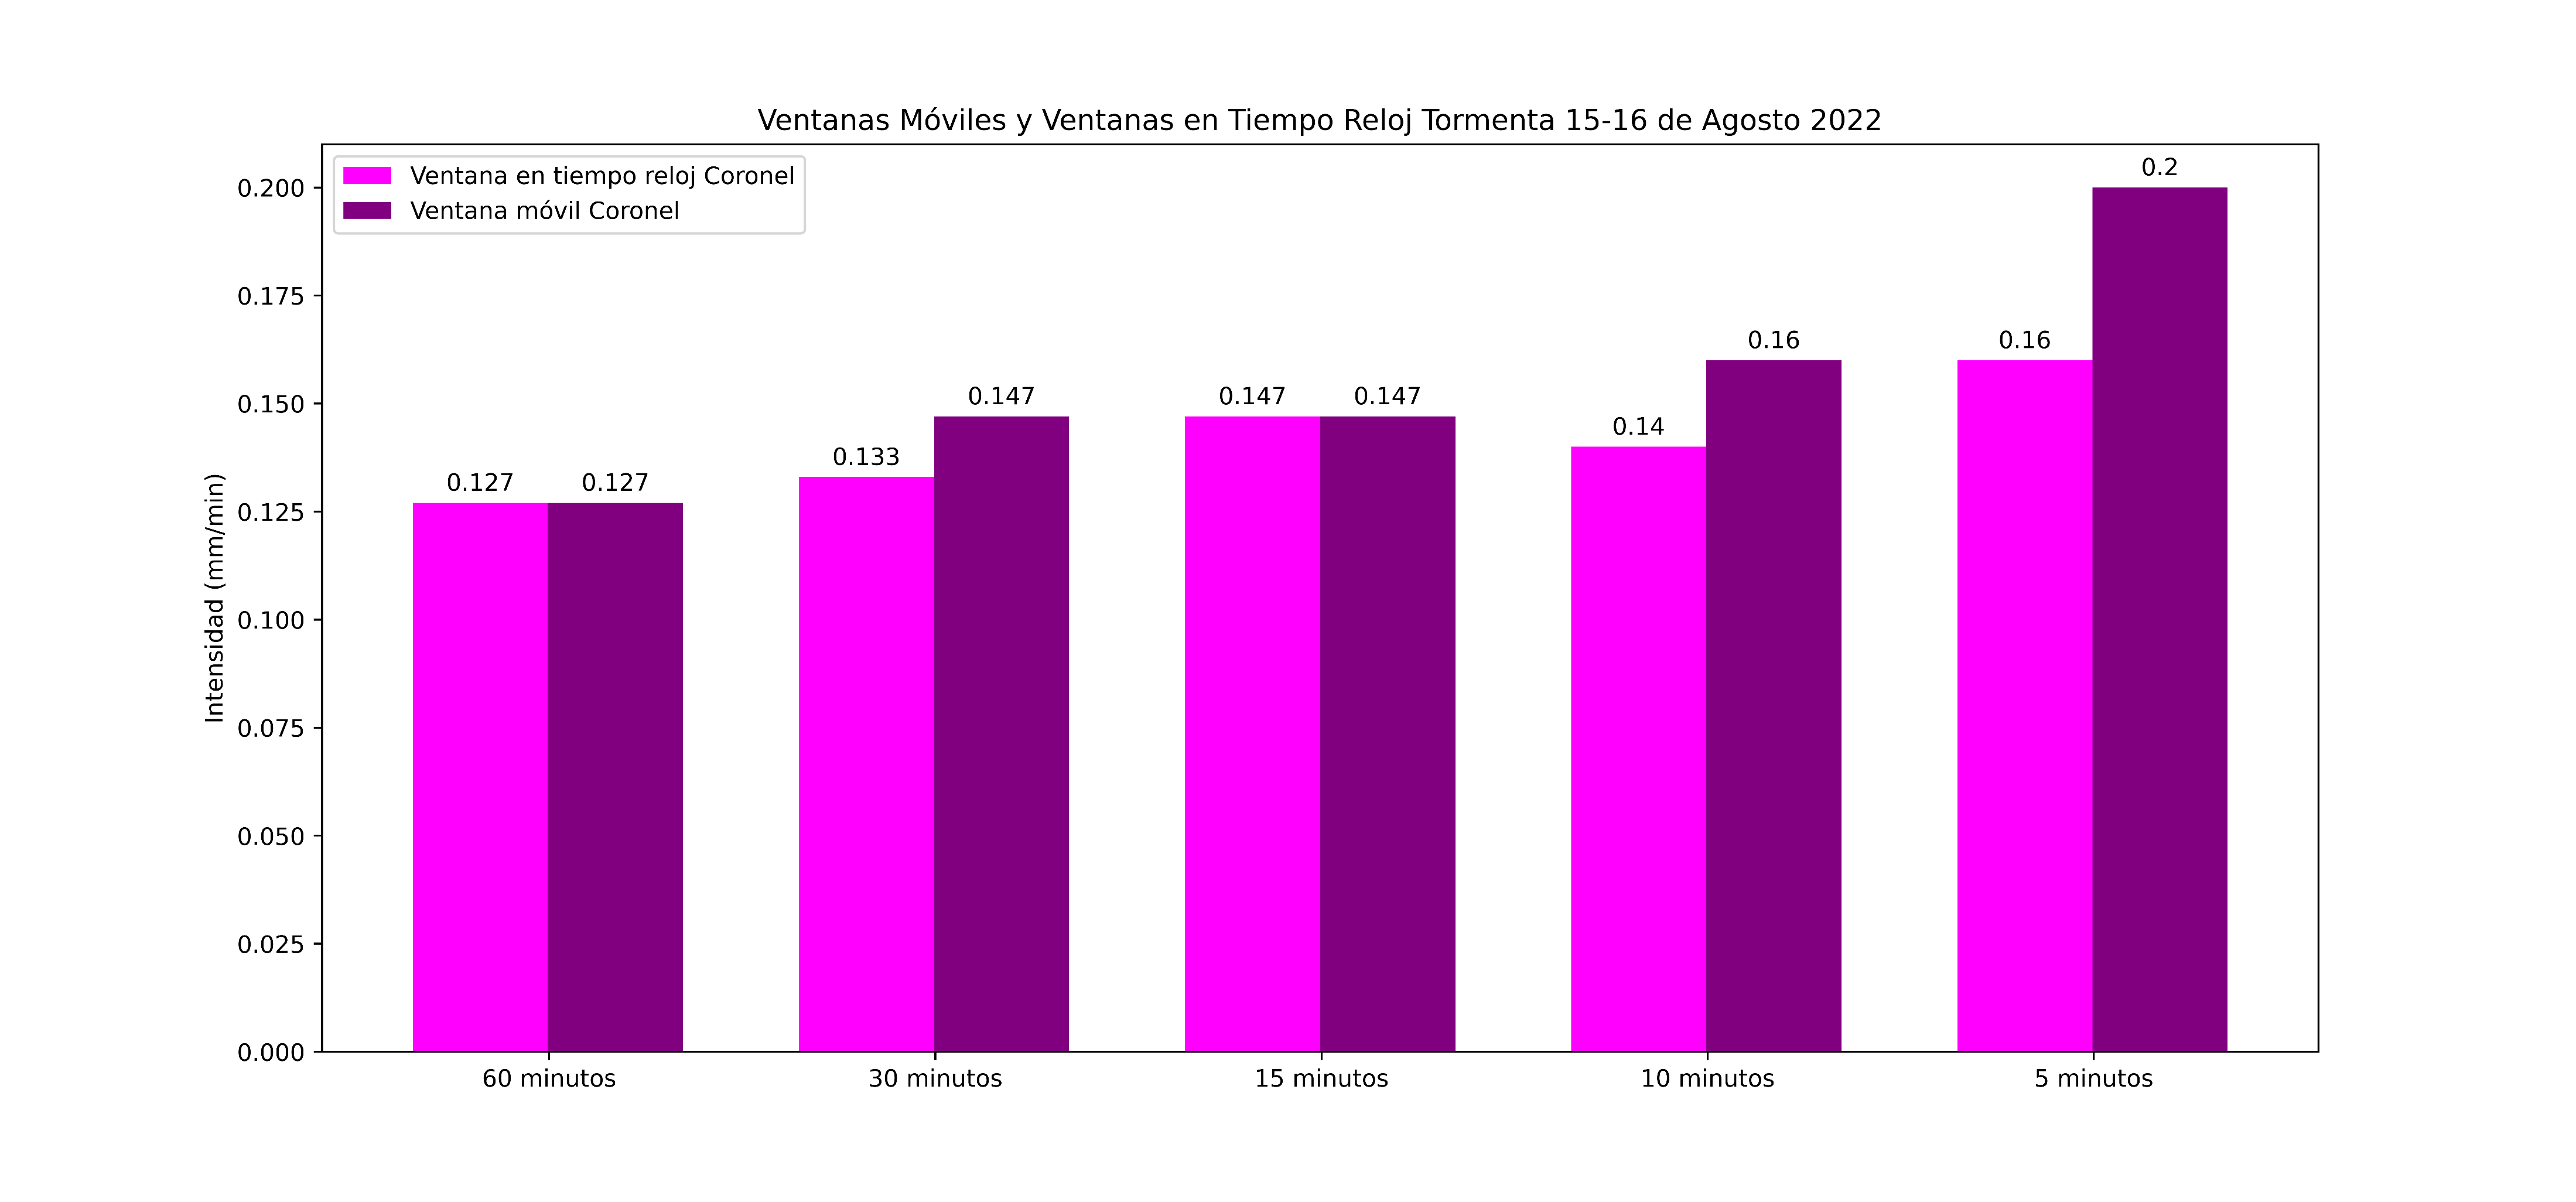 Ventanas Móviles y Ventanas en Tiempo Reloj Tormenta 15-16 de Agosto 2022
Ventana en tiempo reloj Coronel
Ventana móvil Coronel
Intensidad (mm/min)
0.200
0.175
0.150
0.125
0.100
0.075
0.050
0.025
0.000
0.127 0.127
0.133 0.147
0.147 0.147
0.14 0.16
0.16 0.2
60 minutos 30 minutos 15 minutos 10 minutos 5 minutos